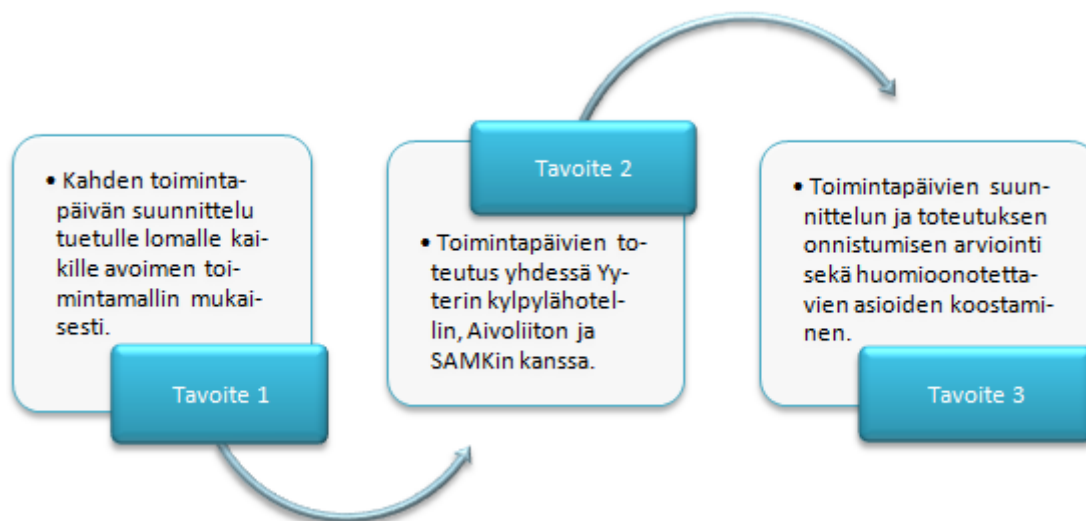 • Kahden toiminta-
päivän suunnittelu
tuetulle lomalle kai-
kille avoimen toi-
mintamallin mukai-
sesti.
Tavoite 1
Tavoite 2
• Toimintapäivien to-
teutus yhdessä Yy-
terin kylpylähotel-
lin, Aivoliiton ja
SAMKin kanssa.
• Toimintapäivien suun-
nittelun ja toteutuksen
onnistumisen arviointi
sekä huomioonotetta-
vien asioiden koostami-
nen.
Tavoite 3